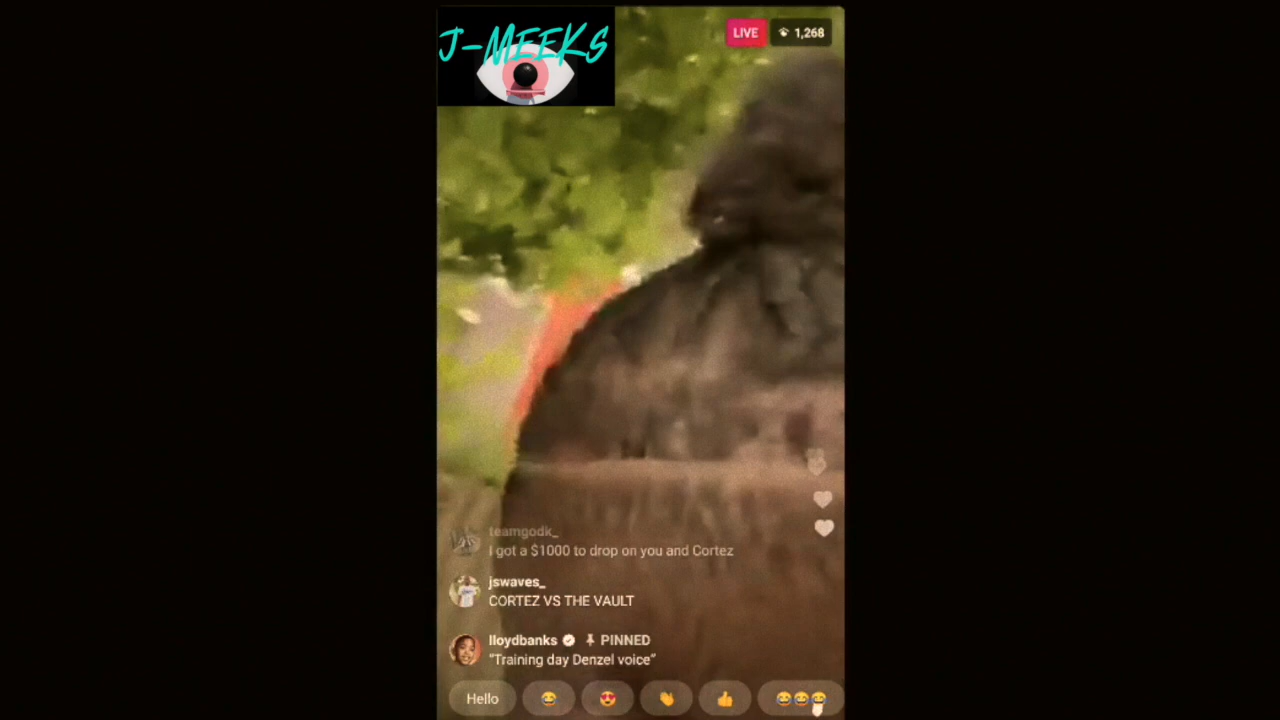 J-MEEKS
LIVE
1,268
teamgodk_
I got a $1000 to drop on you and Cortez
jswaves_
CORTEZ VS THE VAULT
lloydbanks PINNED
“Training day Denzel voice”
Hello